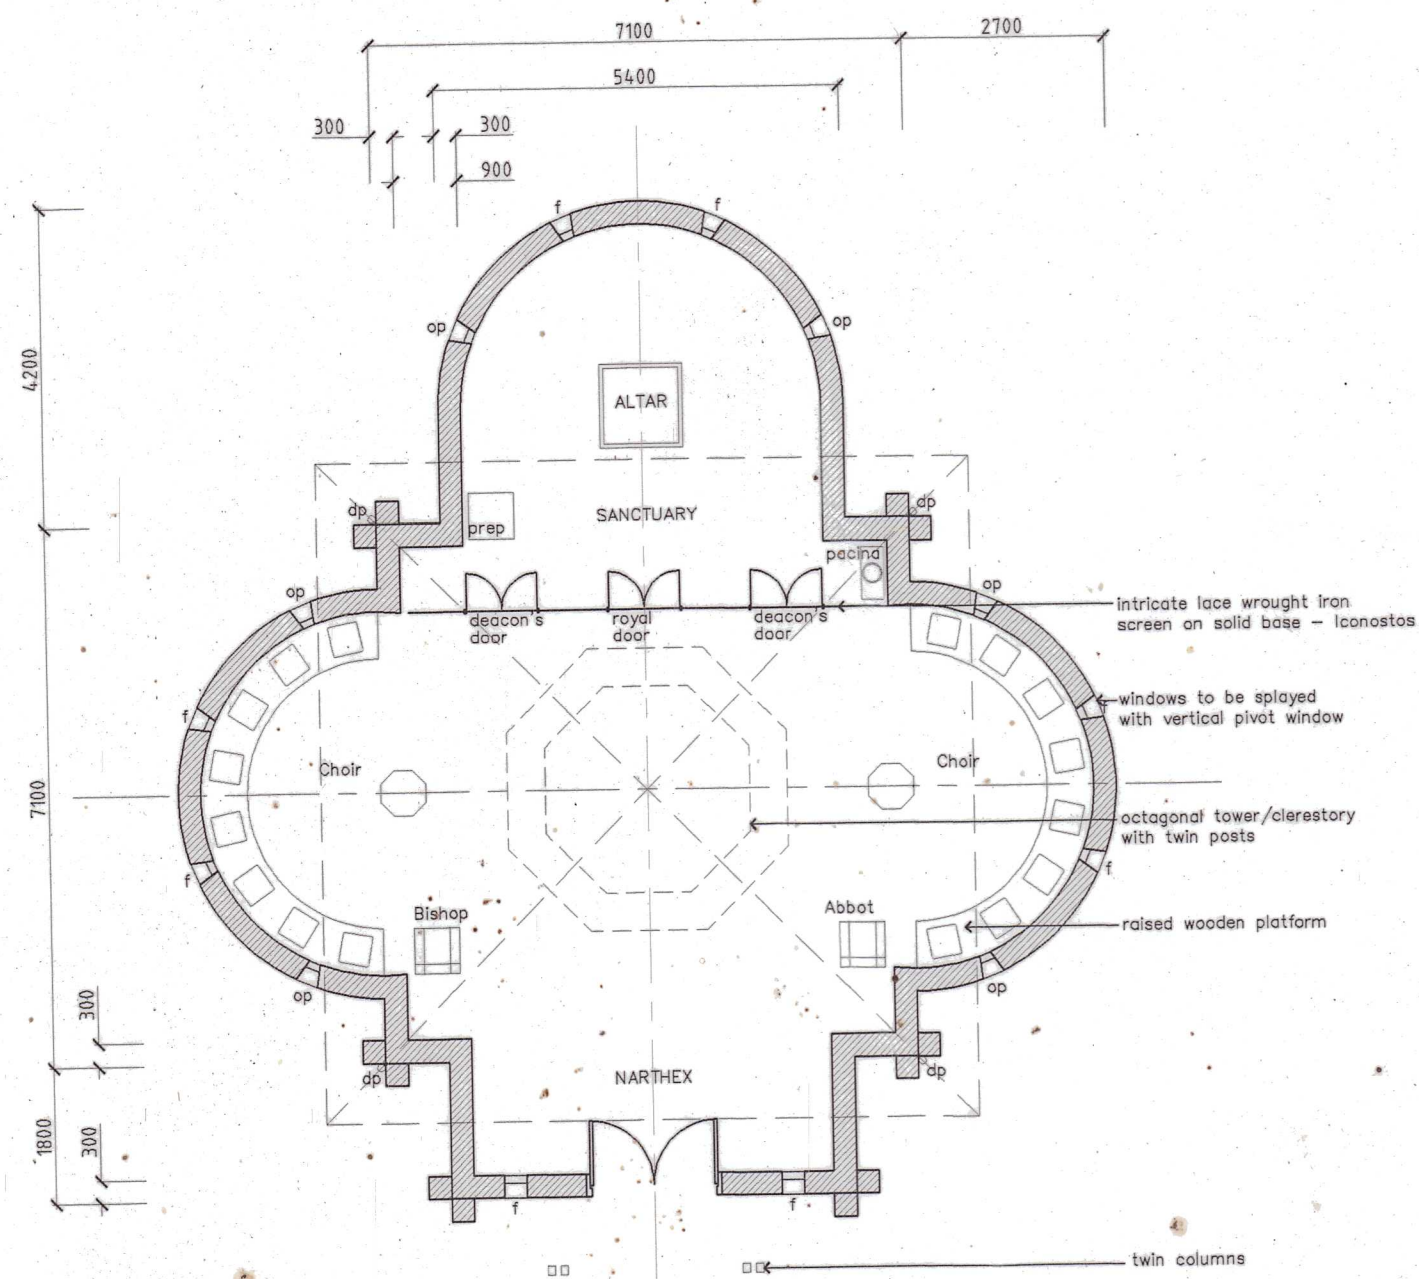 7100
2700
5400
300
300
900
f
f
op
op
4200
ALTAR
dp
dp
prep
SANCTUARY
pacina
op
op
deacon's
door
royal
door
deacon's
door
intricate lace wrought iron
screen on solid base – Iconostos
windows to be splayed
with vertical pivot window
f
f
Choir
Choir
7100
octagonal tower/clerestory
with twin posts
f
f
Bishop
Abbot
raised wooden platform
op
op
300
NARTHEX
dp
dp
1800
300
f
f
twin columns